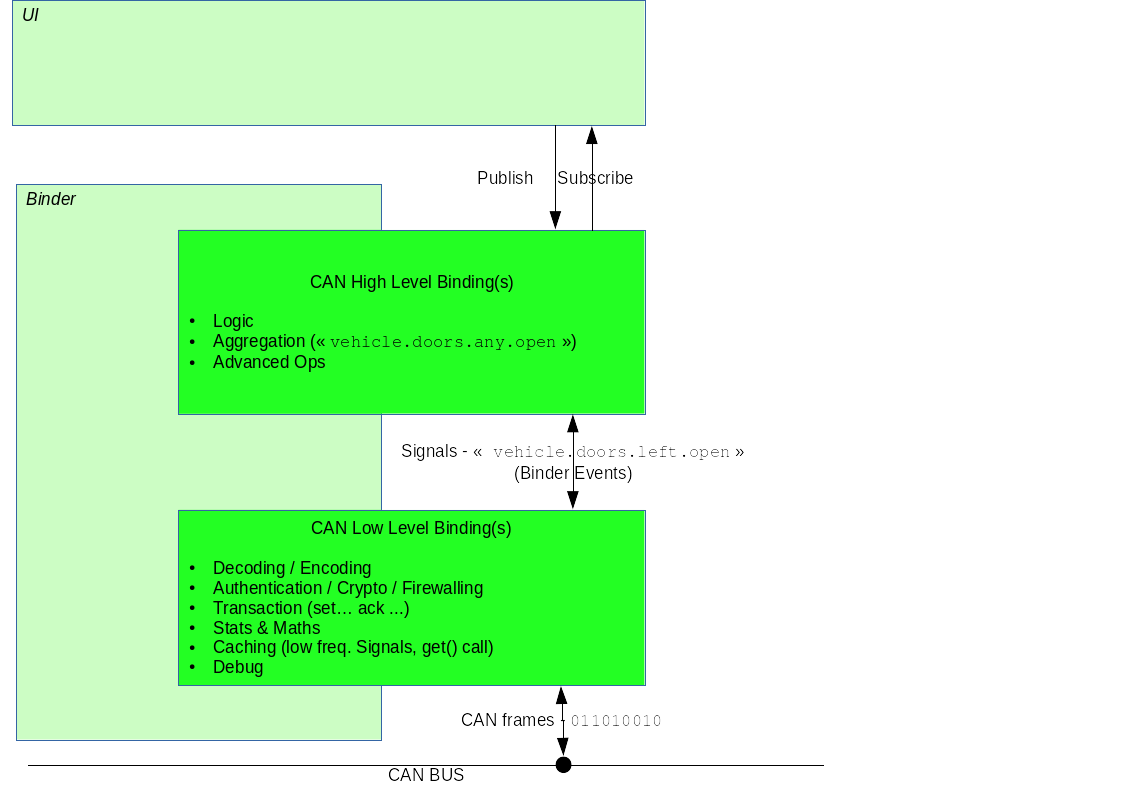 UI
Publish Subscribe
Binder
CAN High Level Binding(s)
• Logic
• Aggregation (« vehicle.doors.any.open »)
• Advanced Ops
Signals - « vehicle.doors.left.open »
(Binder Events)
CAN Low Level Binding(s)
• Decoding / Encoding
• Authentication / Crypto / Firewalling
• Transaction (set... ack ...)
• Stats & Maths
• Caching (low freq. Signals, get() call)
• Debug
CAN frames - 011010010
CAN BUS